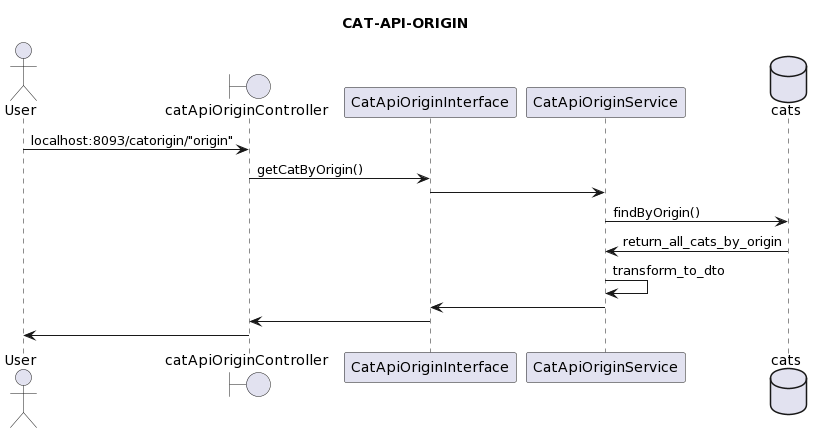 CAT-API-ORIGIN
User
catApiOriginController
CatApiOriginInterface
CatApiOriginService
cats
localhost:8093/catorigin/"origin"
getCatByOrigin()
findByOrigin()
return_all_cats_by_origin
transform_to_dto
User
catApiOriginController
CatApiOriginInterface
CatApiOriginService
cats